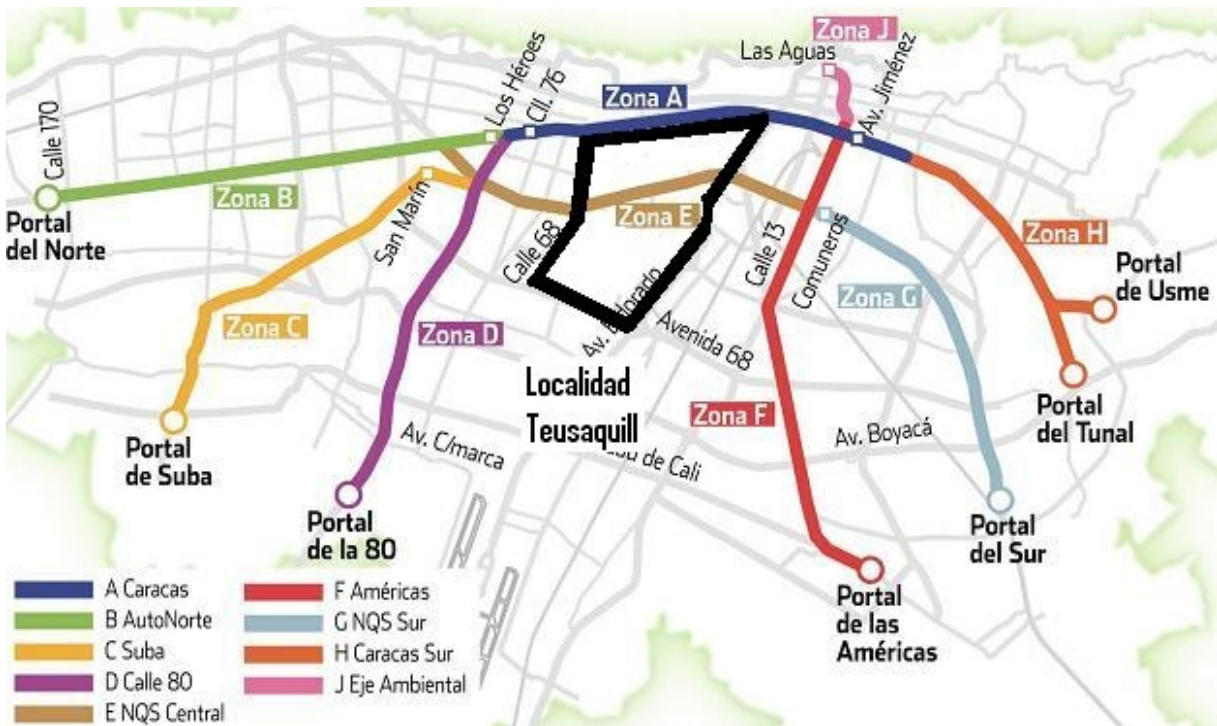 Zona J
Las Aguas
Los Héroes
Cll. 76
Zona A
Av. Jiménez
Calle 170
Zona B
Portal
del Norte
San Marín
Calle 68
Zona E
Calle 13
Comuneros
Zona H
Portal
de Usme
Zona G
Zona C
Zona D
Avenida 68
Localidad
Teusaquill
Zona F
Av. Boyacá
Portal
del Tunal
Portal
de Suba
Av. C/marca
de Cali
Portal
de la 80
Portal
del Sur
Portal
de las
Américas
A Caracas
B AutoNorte
C Suba
D Calle 80
E NQS Central
F Américas
G NQS Sur
H Caracas Sur
J Eje Ambiental